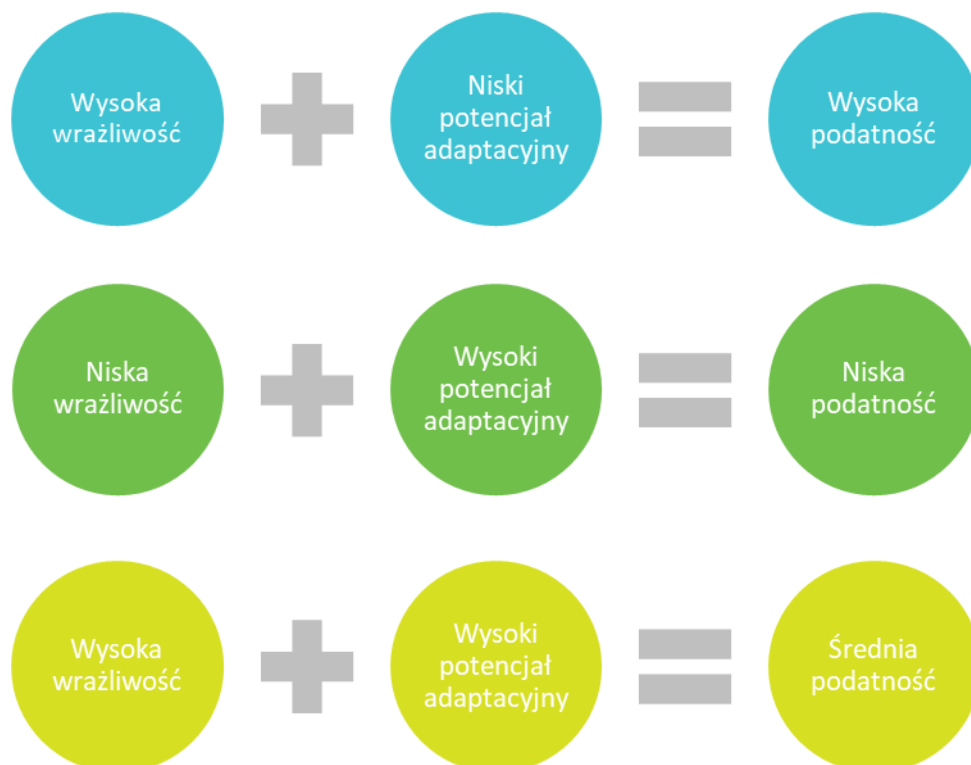 Wysoka
wrażliwość
Niski
potencjał
adaptacyjny
Wysoka
podatność
Niska
wrażliwość
Wysoki
potencjał
adaptacyjny
Niska
podatność
Wysoka
wrażliwość
Wysoki
potencjał
adaptacyjny
Średnia
podatność